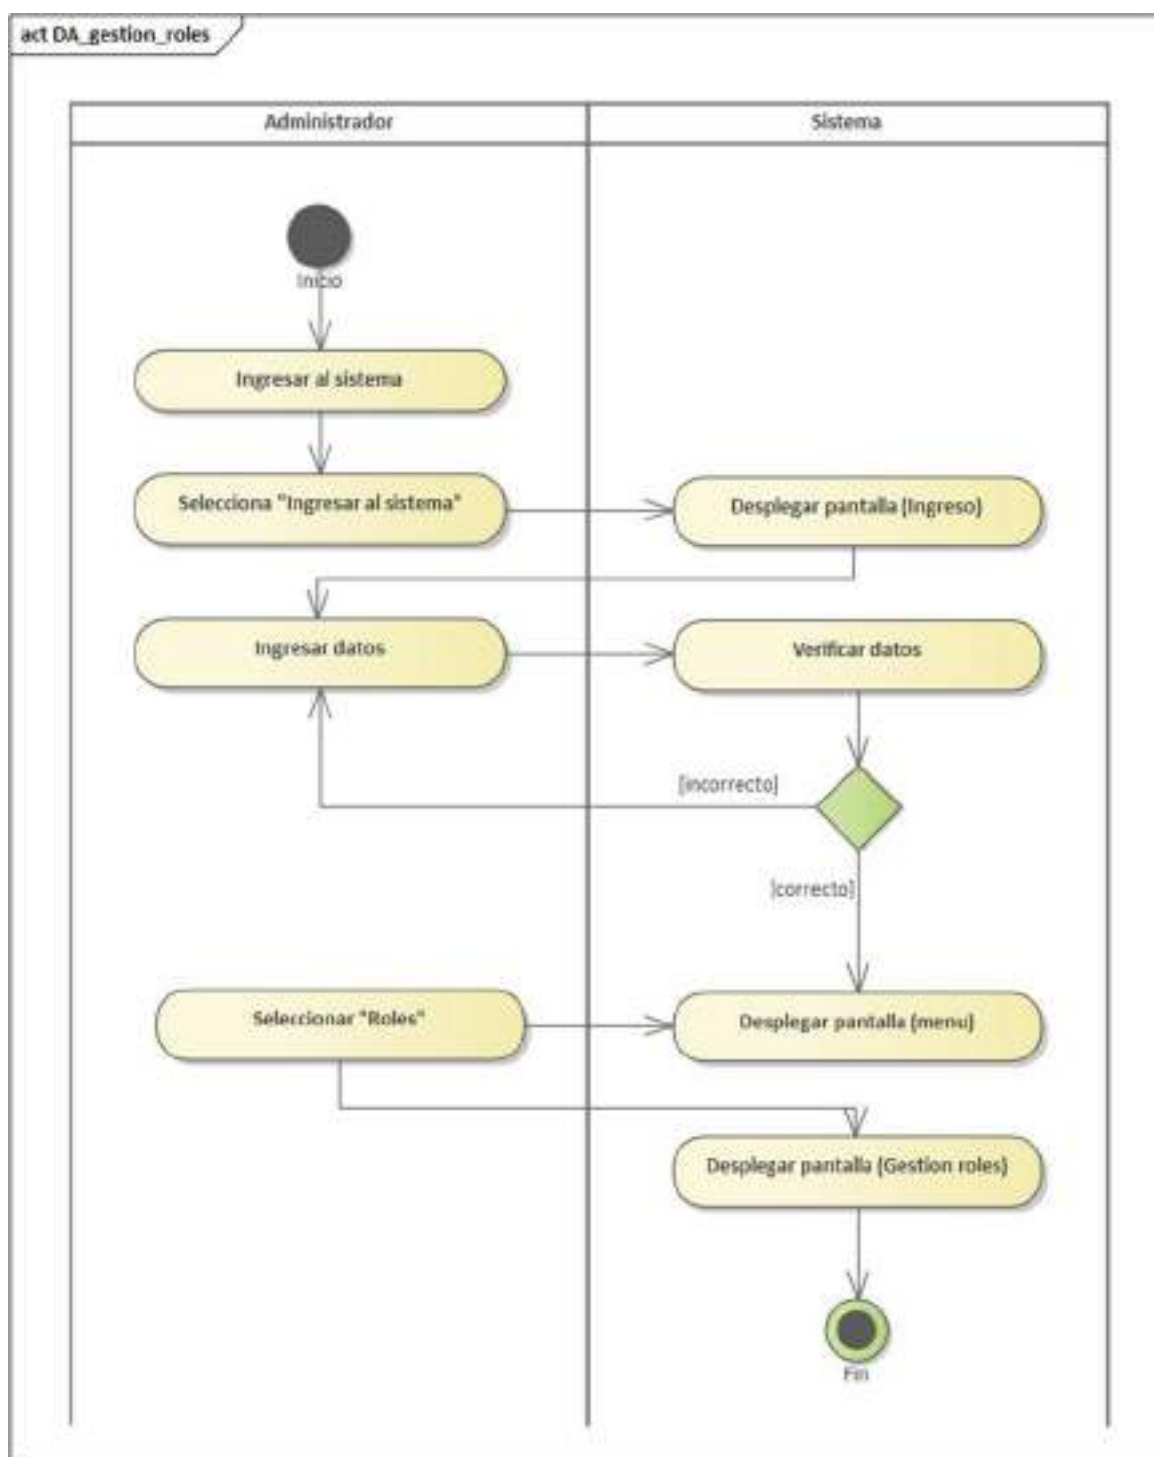 act DA_gestion_roles
Administrador
Sistema
Inicio
Ingresar al sistema
Selecciona "Ingresar al sistema"
Desplegar pantalla (Ingreso)
Ingresar datos
Verificar datos
[incorrecto]
[correcto]
Seleccionar "Roles"
Desplegar pantalla (menu)
Desplegar pantalla (Gestion roles)
Fin